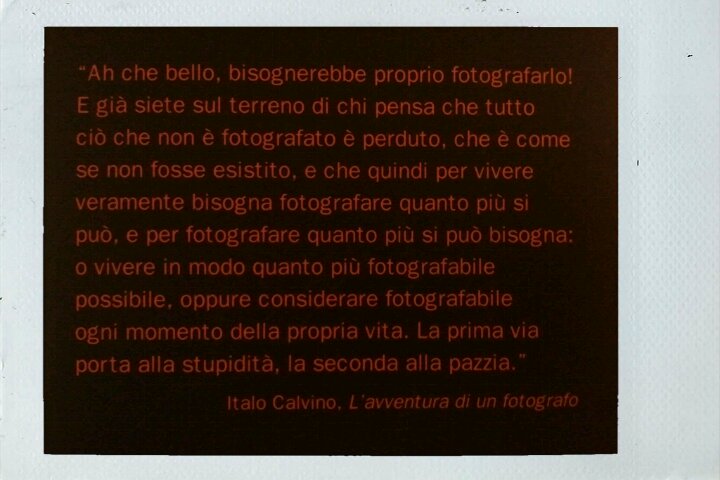 “Ah che bello, bisognerebbe proprio fotografarlo!
E già siete sul terreno di chi pensa che tutto
ciò che non è fotografato è perduto, che è come
se non fosse esistito, e che quindi per vivere
veramente bisogna fotografare quanto più si
può, e per fotografare quanto più si può bisogna:
o vivere in modo quanto più fotografabile
possibile, oppure considerare fotografabile
ogni momento della propria vita. La prima via
porta alla stupidità, la seconda alla pazzia.”
Italo Calvino, L’avventura di un fotografo